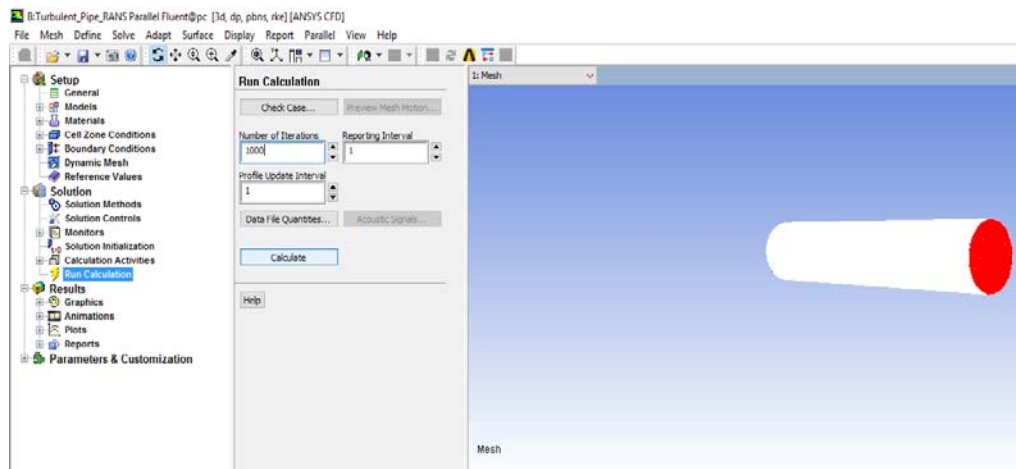 B:Turbulent_Pipe_RANS Parallel Fluent@pc [3d, dp, pbns, rke] [ANSYS CFD]
File Mesh Define Solve Adapt Surface Display Report Parallel View Help
Setup
General
Models
Materials
Cell Zone Conditions
Boundary Conditions
Dynamic Mesh
Reference Values
Solution
Solution Methods
Solution Controls
Monitors
Solution Initialization
Calculation Activities
Run Calculation
Results
Graphics
Animations
Plots
Reports
Parameters & Customization
Run Calculation
Check Case... Preview Mesh Motion...
Number of Iterations Reporting Interval
1000 1
Profile Update Interval
1
Data File Quantities... Acoustic Signals...
Calculate
Help
1: Mesh
Mesh